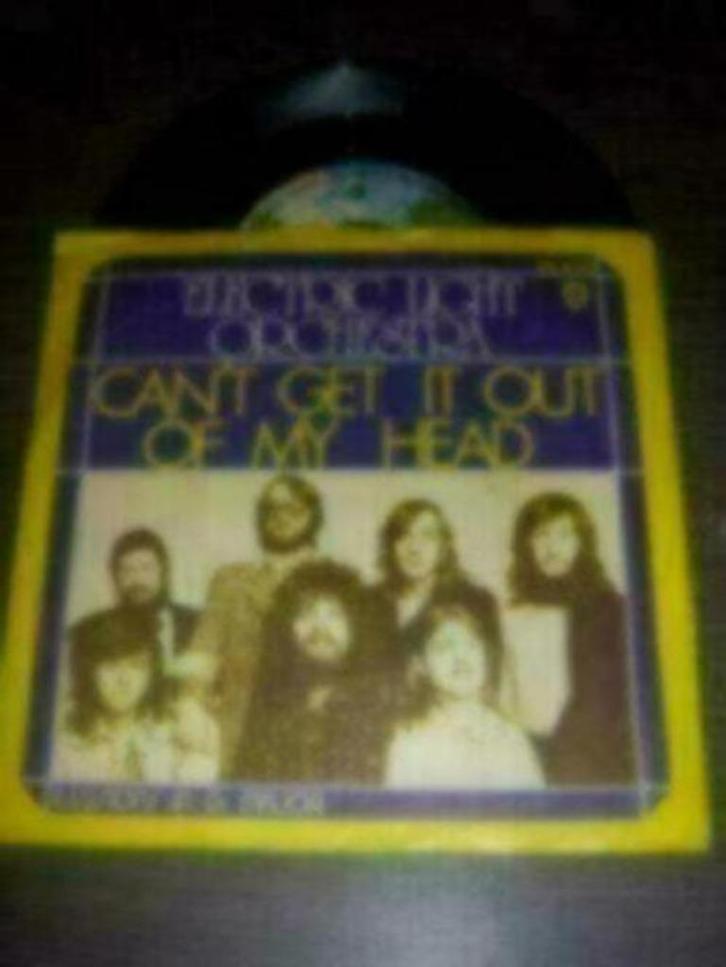 ELECTRIC LIGHT
ORCHESTRA
CAN'T GET IT OUT
OF MY HEAD